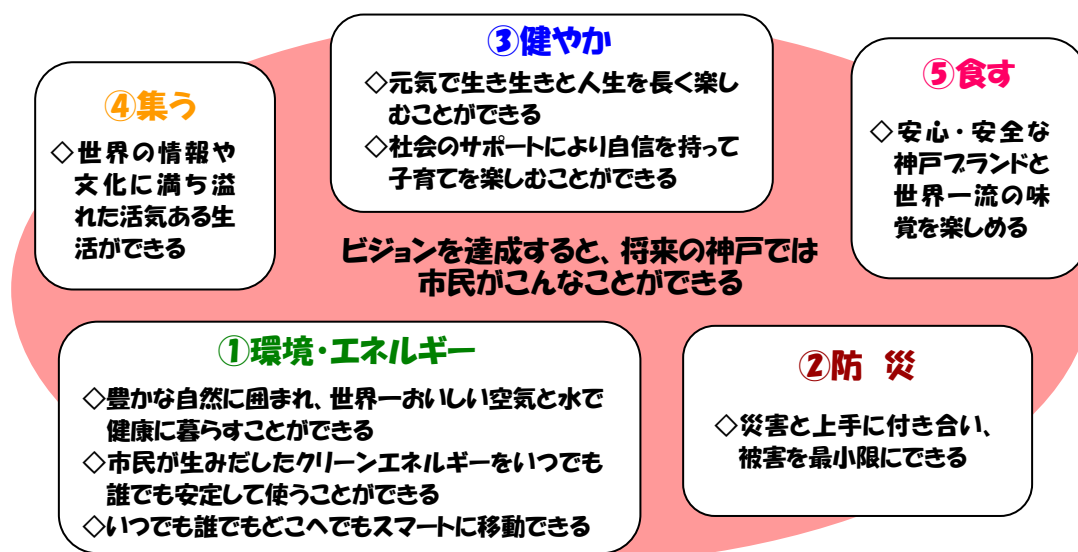 ③健やか
◇元気で生き生きと人生を長く楽し
むことができる
◇社会のサポートにより自信を持って
子育てを楽しむことができる
④集う
◇世界の情報や
文化に満ち溢
れた活気ある生
活ができる
⑤食す
◇安心・安全な
神戸ブランドと
世界一流の味
覚を楽しめる
ビジョンを達成すると、将来の神戸では
市民がこんなことができる
①環境・エネルギー
◇豊かな自然に囲まれ、世界一おいしい空気と水で
健康に暮らすことができる
◇市民が生みだしたクリーンエネルギーをいつでも
誰でも安定して使うことができる
◇いつでも誰でもどこへでもスマートに移動できる
②防 災
◇災害と上手に付き合い、
被害を最小限にできる